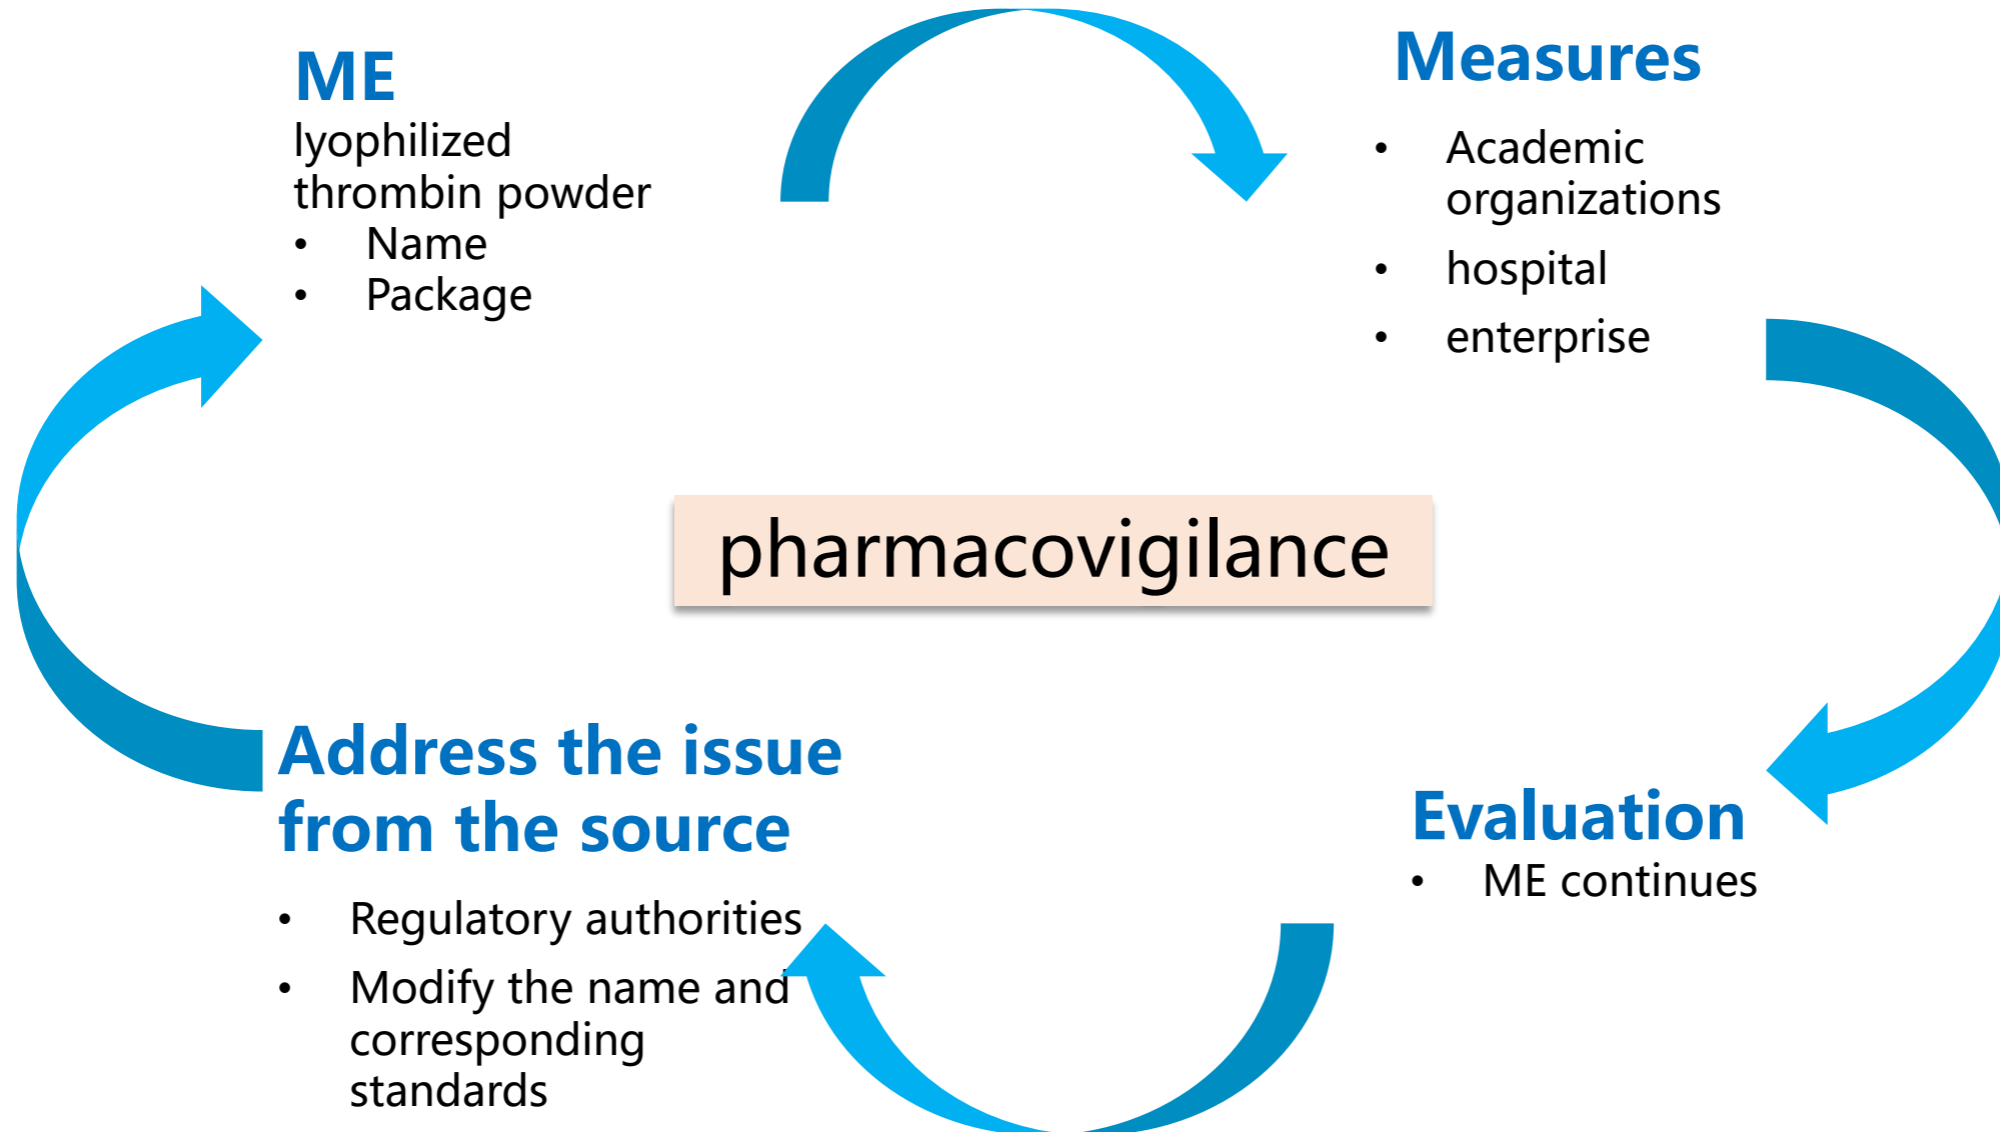 ME
lyophilized
thrombin powder
• Name
• Package
Measures
• Academic
organizations
• hospital
• enterprise
pharmacovigilance
Address the issue
from the source
• Regulatory authorities
• Modify the name and
corresponding
standards
Evaluation
• ME continues